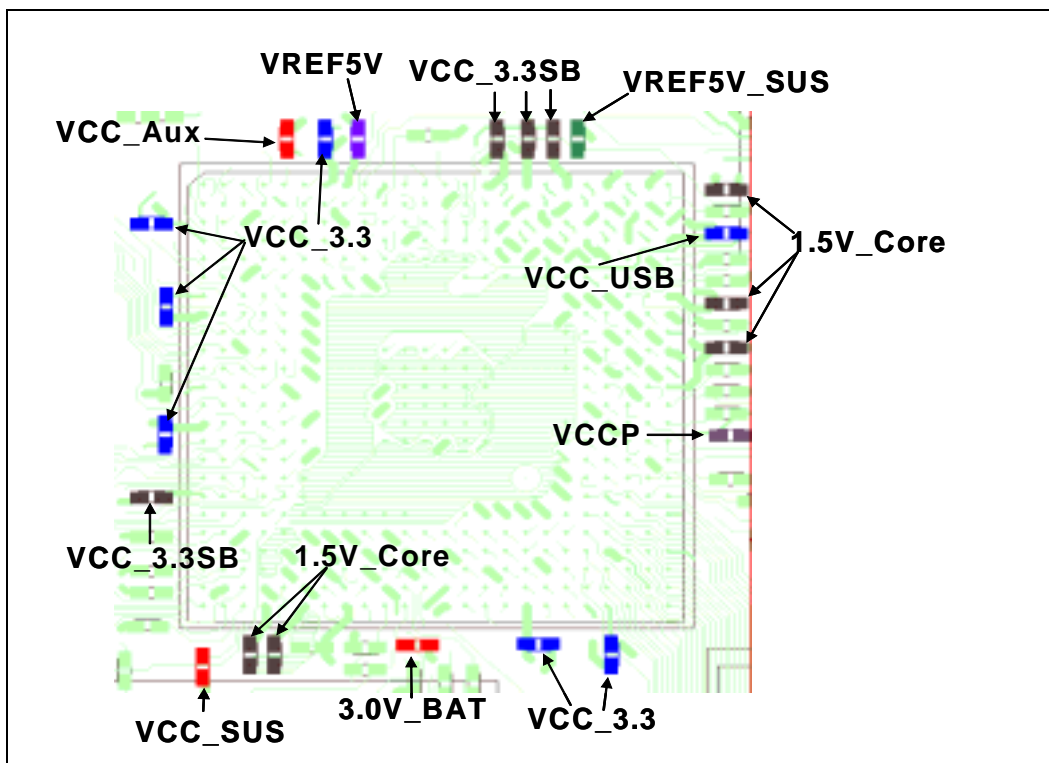 VREF5V
VCC_3.3SB
VREF5V_SUS
VCC_Aux
VCC_3.3
1.5V_Core
VCC_USB
VCCP
VCC_3.3SB
1.5V_Core
3.0V_BAT
VCC_3.3
VCC_SUS